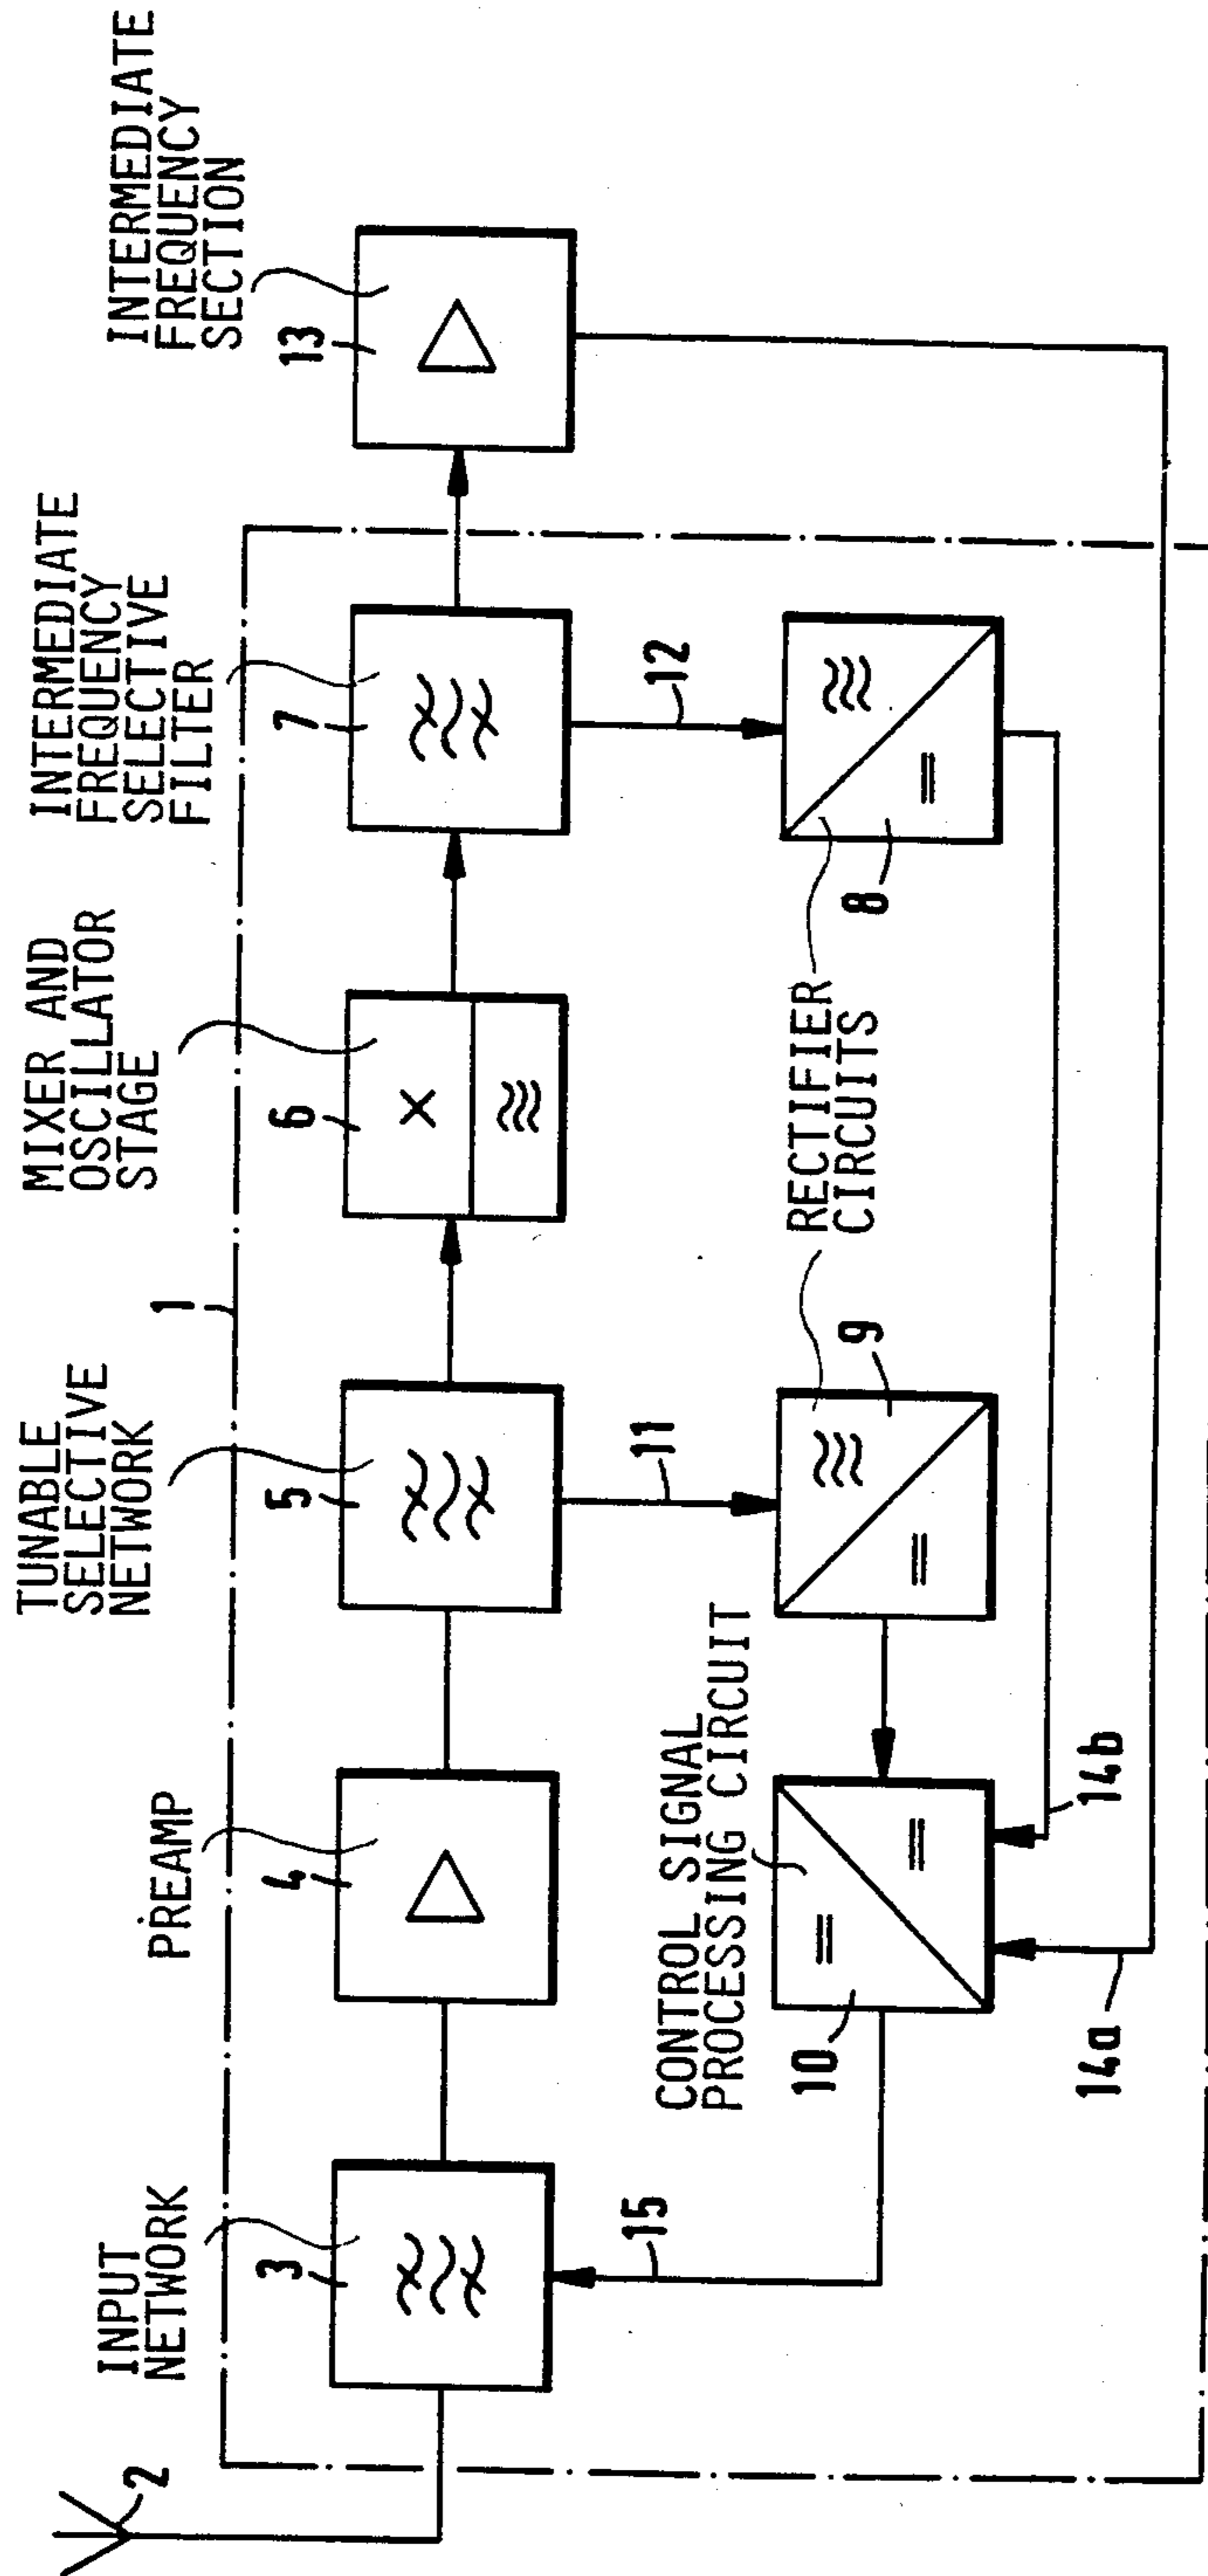 INPUT
NETWORK
PREAMP
TUNABLE
SELECTIVE
NETWORK
MIXER AND
OSCILLATOR
STAGE
INTERMEDIATE
FREQUENCY
SELECTIVE
FILTER
INTERMEDIATE
FREQUENCY
SECTION
1
2
3
4
5
6
7
13
15
11
12
CONTROL SIGNAL
PROCESSING CIRCUIT
RECTIFIER
CIRCUITS
10
9
8
14a
14b